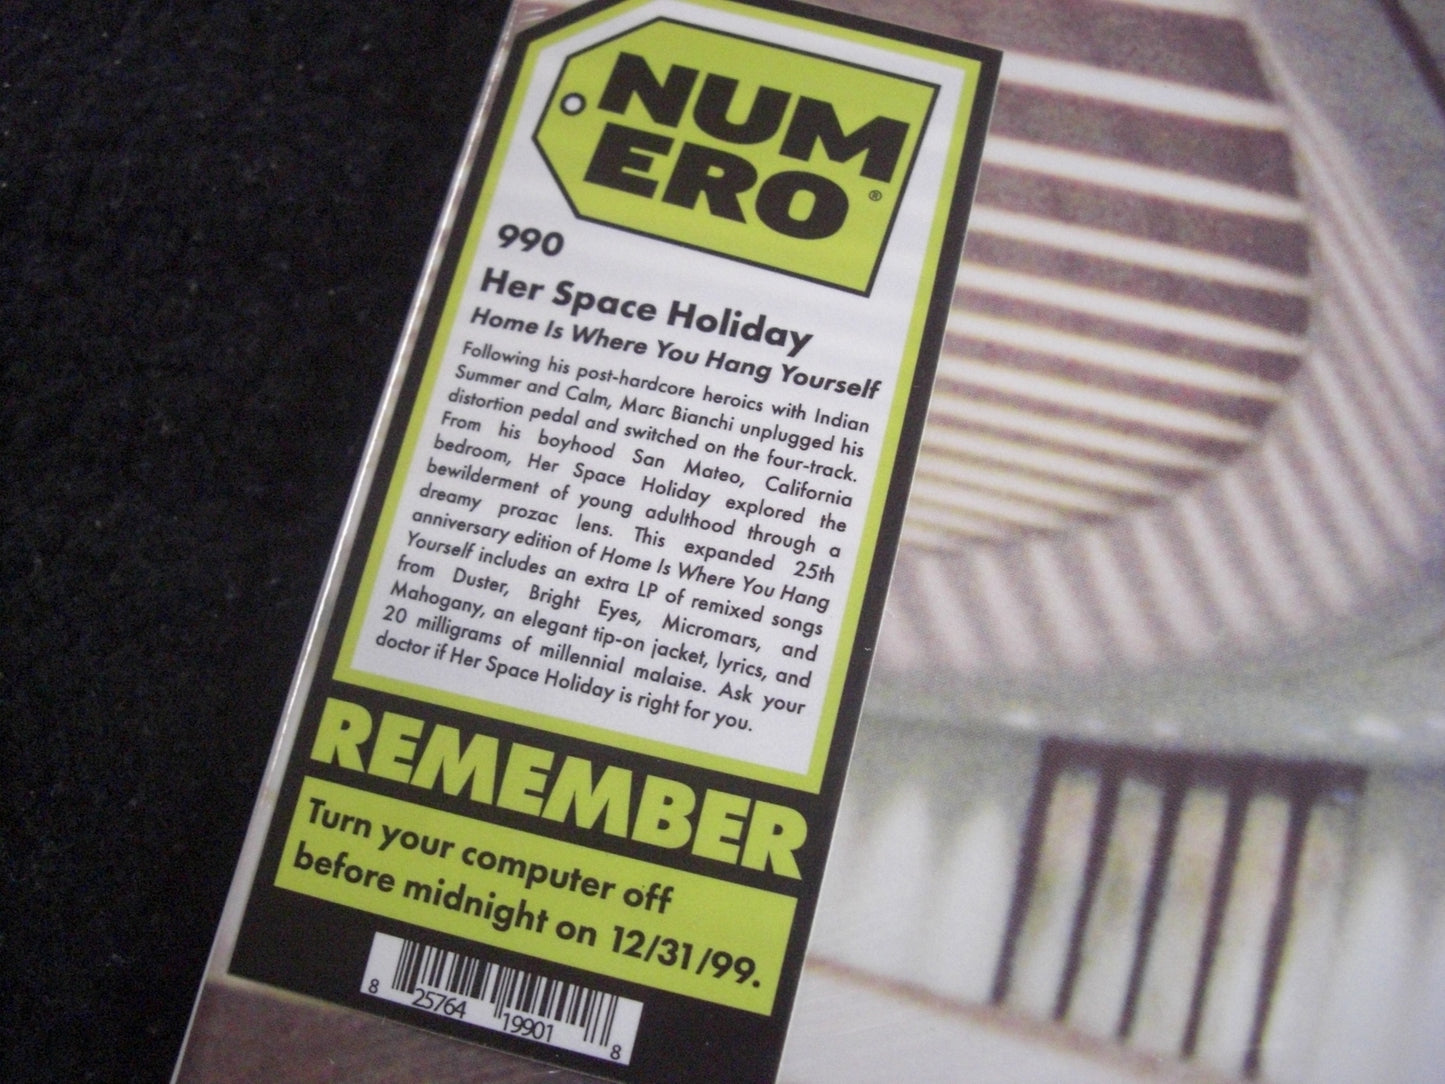 NUM
ERO®
990
Her Space Holiday
Home Is Where You Hang Yourself
Following his post-hardcore heroics with Indian
Summer and Calm, Marc Bianchi unplugged his
distortion pedal and switched on the four-track.
From his boyhood San Mateo, California
bedroom, Her Space Holiday explored the
bewilderment of young adulthood through a
dreamy prozac lens. This expanded 25th
anniversary edition of Home Is Where You Hang
Yourself includes an extra LP of remixed songs
from Duster, Bright Eyes, Micromars, and
Mahogany, an elegant tip-on jacket, lyrics, and
20 milligrams of millennial malaise. Ask your
doctor if Her Space Holiday is right for you.
REMEMBER
Turn your computer off
before midnight on 12/31/99.
8 25764 19901 8